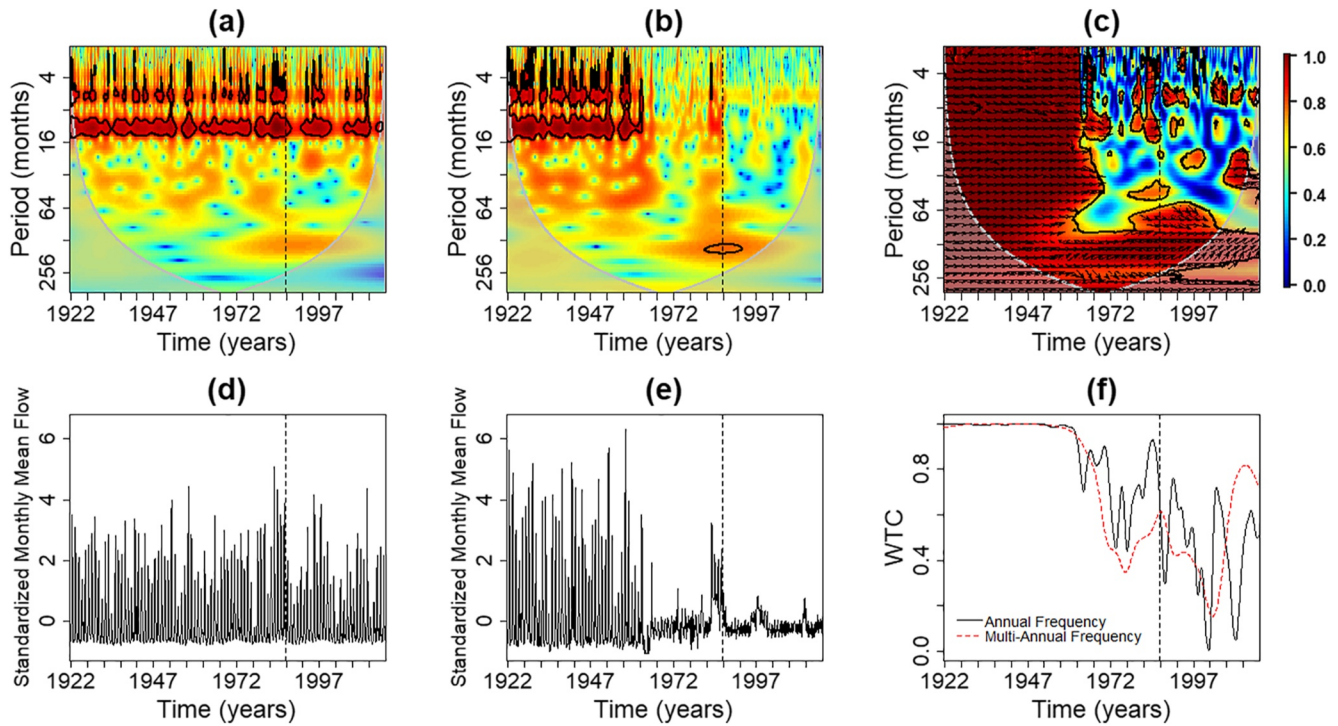 (a)
(b)
(c)
Period (months)
4
16
64
256
1922 1947 1972 1997
Time (years)
Period (months)
4
16
64
256
1922 1947 1972 1997
Time (years)
Period (months)
4
16
64
256
1922 1947 1972 1997
Time (years)
1.0
0.8
0.6
0.4
0.2
0.0
(d)
(e)
(f)
Standardized Monthly Mean Flow
6
4
2
0
1922 1947 1972 1997
Time (years)
Standardized Monthly Mean Flow
6
4
2
0
1922 1947 1972 1997
Time (years)
WTC
0.8
0.4
0.0
Annual Frequency
Multi-Annual Frequency
1922 1947 1972 1997
Time (years)